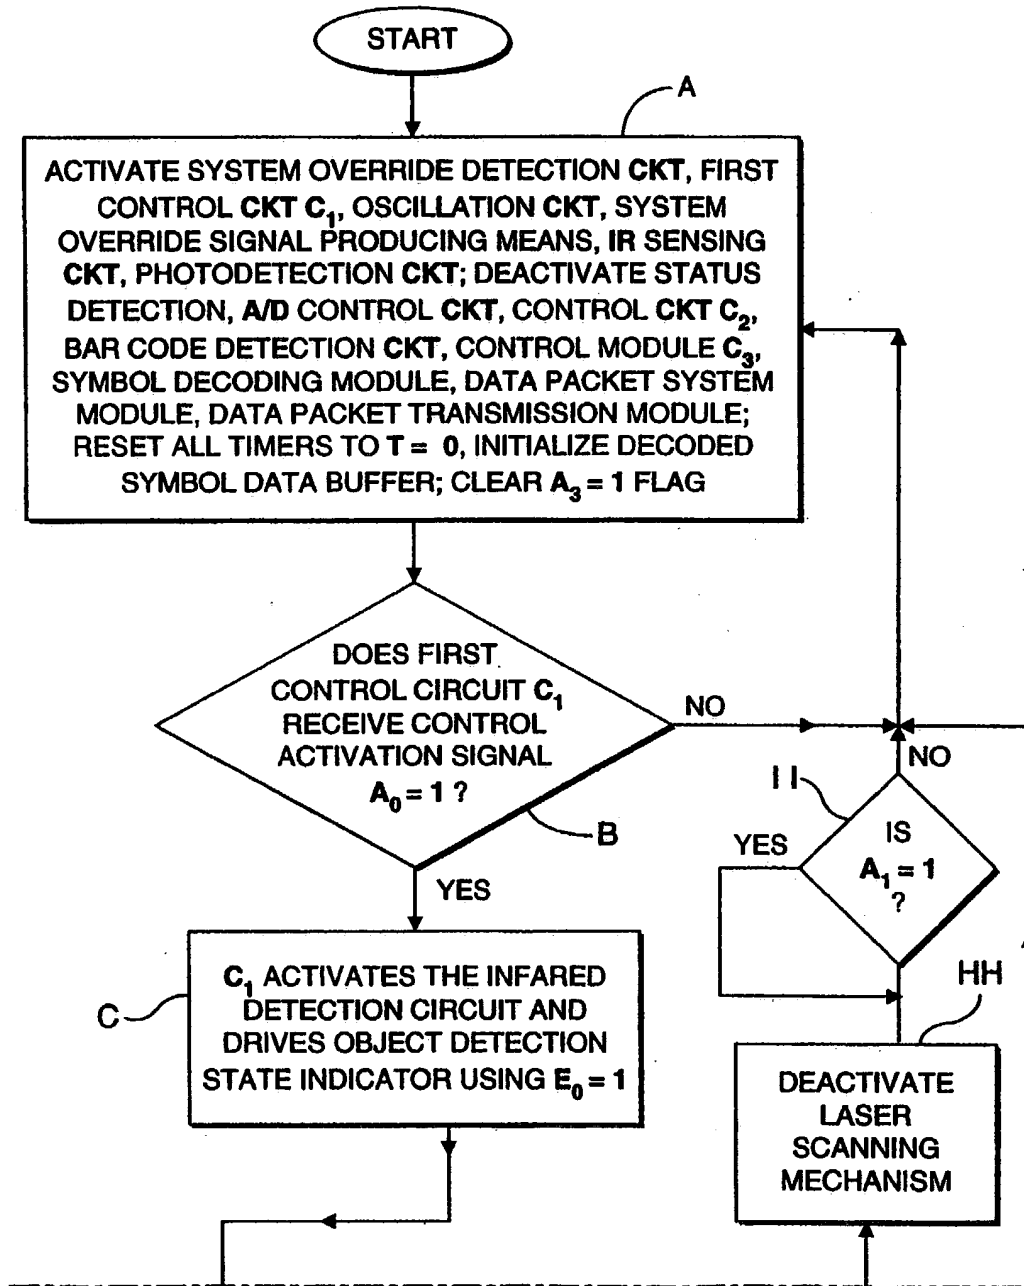 START
A
ACTIVATE SYSTEM OVERRIDE DETECTION CKT, FIRST
CONTROL CKT C₁, OSCILLATION CKT, SYSTEM
OVERRIDE SIGNAL PRODUCING MEANS, IR SENSING
CKT, PHOTODETECTION CKT; DEACTIVATE STATUS
DETECTION, A/D CONTROL CKT, CONTROL CKT C₂,
BAR CODE DETECTION CKT, CONTROL MODULE C₃,
SYMBOL DECODING MODULE, DATA PACKET SYSTEM
MODULE, DATA PACKET TRANSMISSION MODULE;
RESET ALL TIMERS TO T = 0, INITIALIZE DECODED
SYMBOL DATA BUFFER; CLEAR A₃ = 1 FLAG
DOES FIRST
CONTROL CIRCUIT C₁
RECEIVE CONTROL
ACTIVATION SIGNAL
A₀ = 1 ?
NO
B
YES
C₁ ACTIVATES THE INFARED
DETECTION CIRCUIT AND
DRIVES OBJECT DETECTION
STATE INDICATOR USING E₀ = 1
C
NO
II
YES
IS
A₁ = 1
?
HH
DEACTIVATE
LASER
SCANNING
MECHANISM